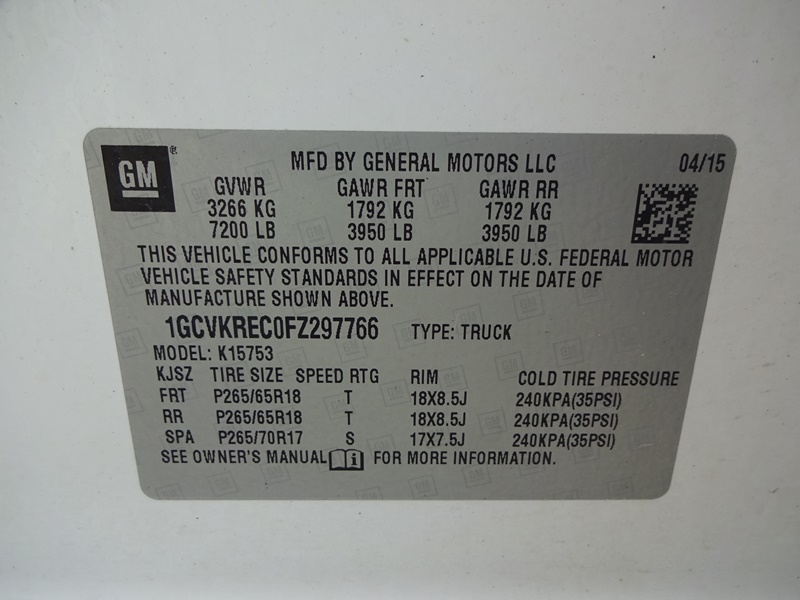 GM® MFD BY GENERAL MOTORS LLC 04/15
GVWR GAWR FRT GAWR RR
3266 KG 1792 KG 1792 KG
7200 LB 3950 LB 3950 LB
THIS VEHICLE CONFORMS TO ALL APPLICABLE U.S. FEDERAL MOTOR
VEHICLE SAFETY STANDARDS IN EFFECT ON THE DATE OF
MANUFACTURE SHOWN ABOVE.
1GCVKREC0FZ297766 TYPE: TRUCK
MODEL: K15753
KJSZ TIRE SIZE SPEED RTG RIM COLD TIRE PRESSURE
FRT P265/65R18 T 18X8.5J 240KPA(35PSI)
RR P265/65R18 T 18X8.5J 240KPA(35PSI)
SPA P265/70R17 S 17X7.5J 240KPA(35PSI)
SEE OWNER'S MANUAL FOR MORE INFORMATION.